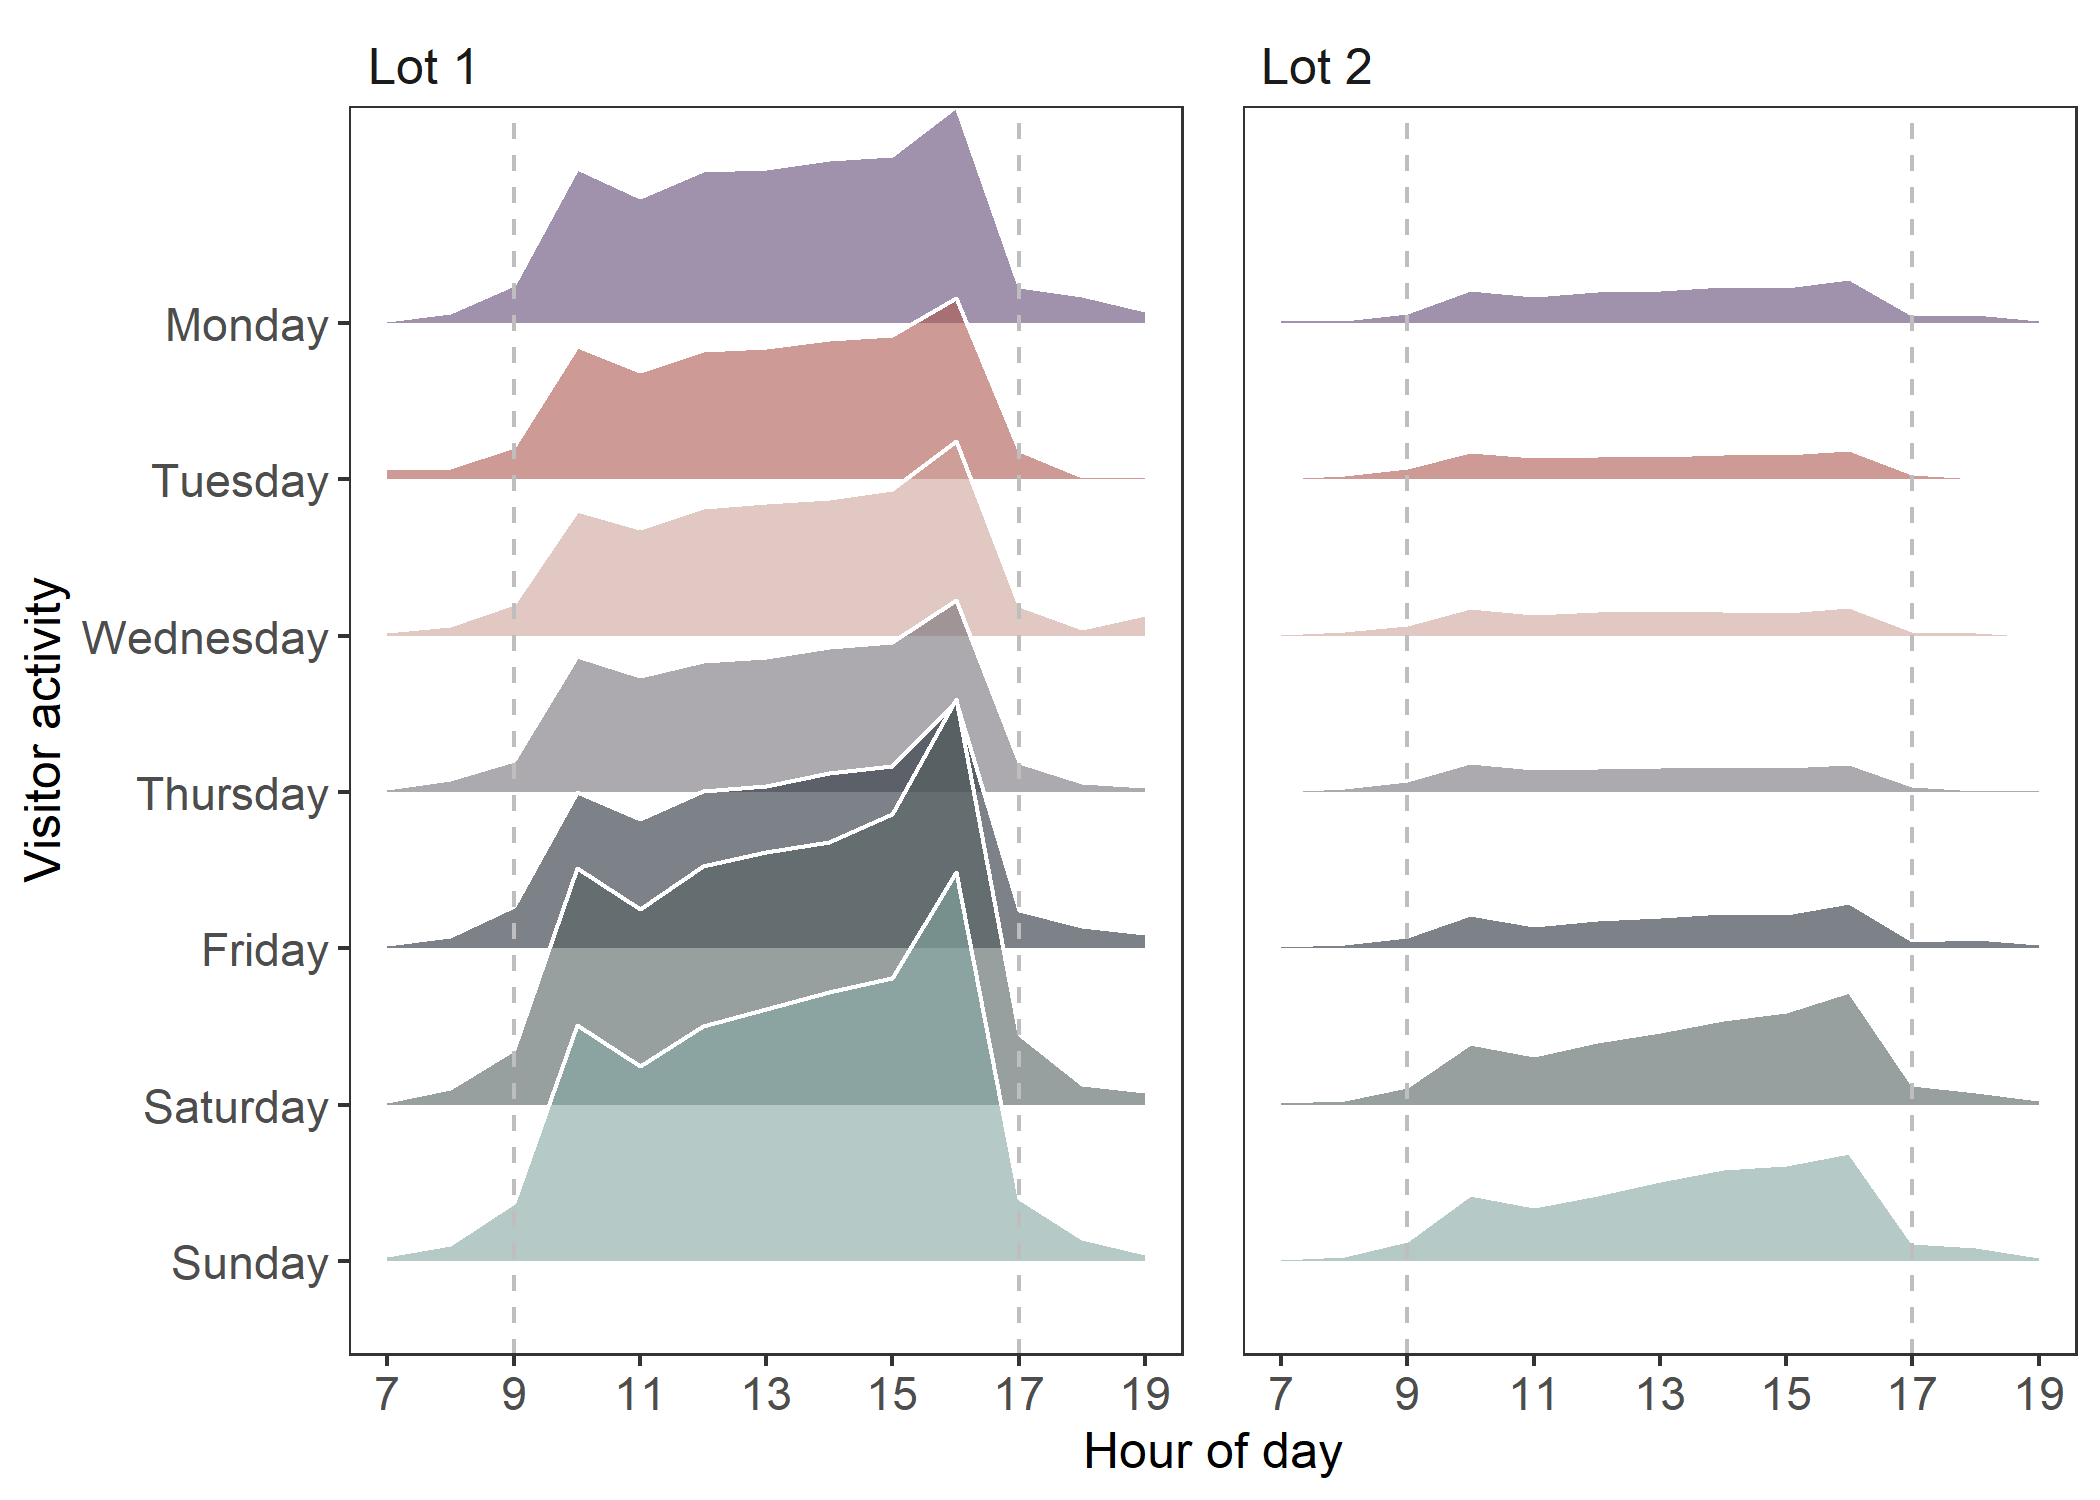 Lot 1
Lot 2
Visitor activity
Monday
Tuesday
Wednesday
Thursday
Friday
Saturday
Sunday
7 9 11 13 15 17 19
7 9 11 13 15 17 19
Hour of day